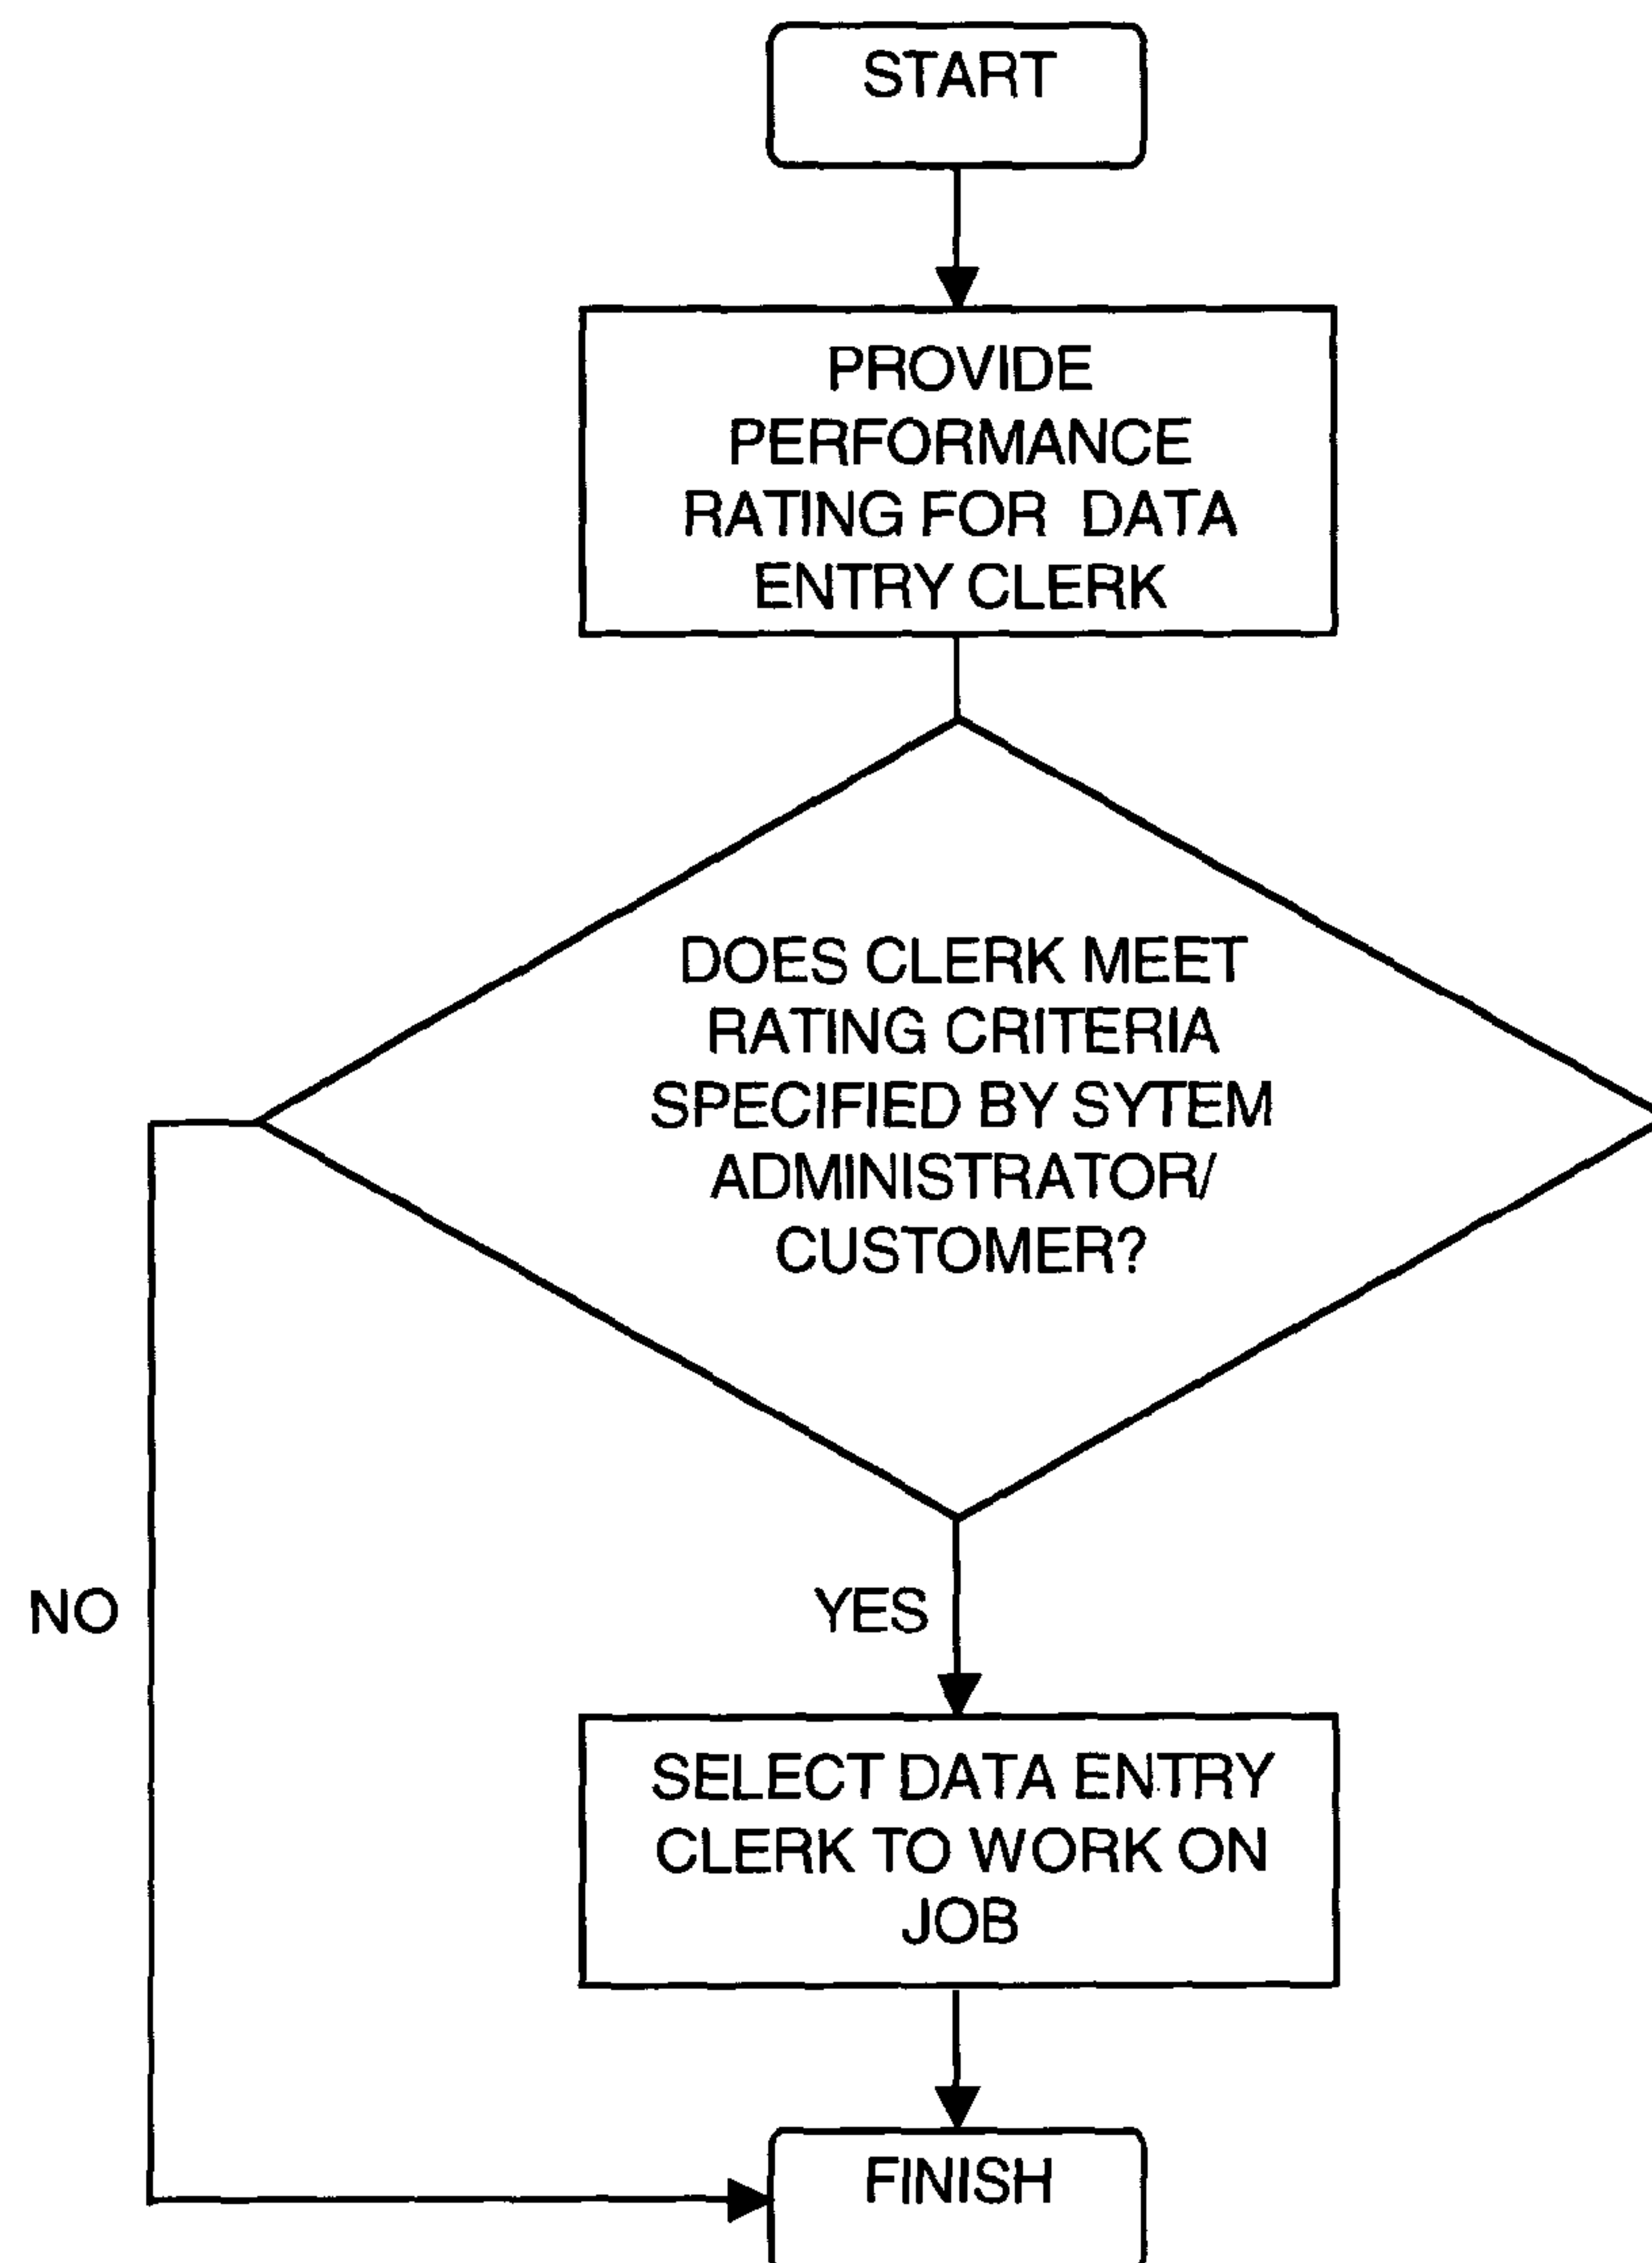 START
PROVIDE
PERFORMANCE
RATING FOR DATA
ENTRY CLERK
DOES CLERK MEET
RATING CRITERIA
SPECIFIED BY SYTEM
ADMINISTRATOR/
CUSTOMER?
NO
YES
SELECT DATA ENTRY
CLERK TO WORK ON
JOB
FINISH